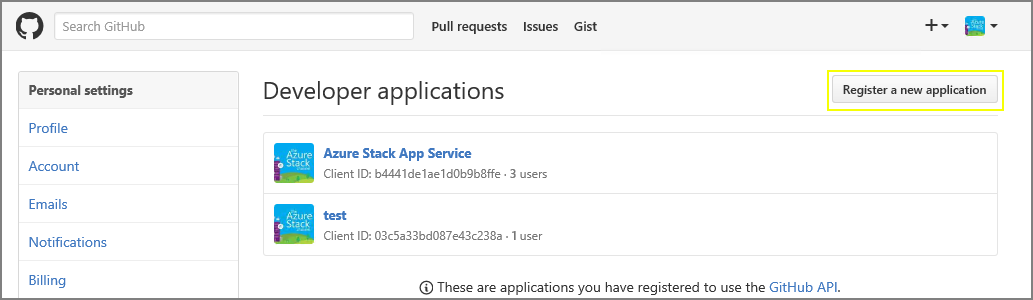 Search GitHub
Pull requests
Issues
Gist
Personal settings
Profile
Account
Emails
Notifications
Billing
Developer applications
Register a new application
Azure Stack
Azure Stack App Service
Client ID: b4441de1ae1d0b9b8ffe · 3 users
Azure Stack
test
Client ID: 03c5a33bd087e43c238a · 1 user
These are applications you have registered to use the GitHub API.